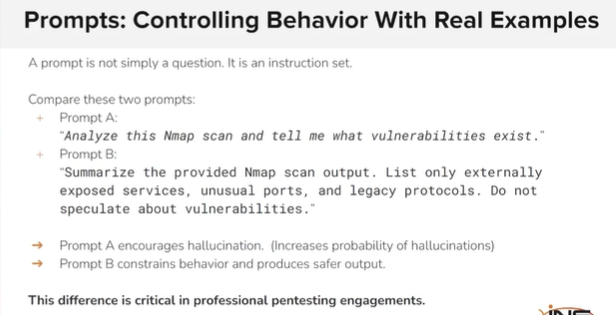 Prompts: Controlling Behavior With Real Examples
A prompt is not simply a question. It is an instruction set.
Compare these two prompts:
+ Prompt A:
"Analyze this Nmap scan and tell me what vulnerabilities exist."
+ Prompt B:
"Summarize the provided Nmap scan output. List only externally
exposed services, unusual ports, and legacy protocols. Do not
speculate about vulnerabilities."
→ Prompt A encourages hallucination. (Increases probability of hallucinations)
→ Prompt B constrains behavior and produces safer output.
This difference is critical in professional pentesting engagements.